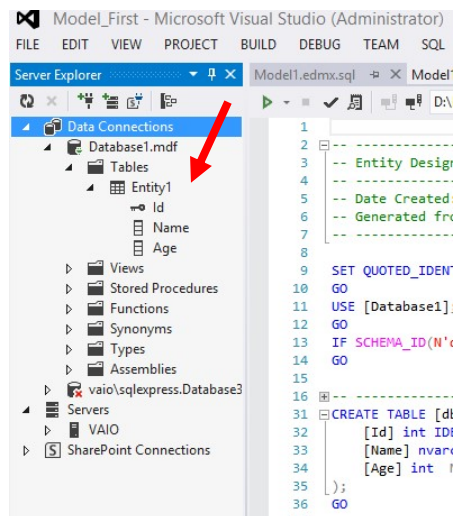 Model_First - Microsoft Visual Studio (Administrator)
FILE EDIT VIEW PROJECT BUILD DEBUG TEAM SQL
Server Explorer
Data Connections
Database1.mdf
Tables
Entity1
Id
Name
Age
Views
Stored Procedures
Functions
Synonyms
Types
Assemblies
vaio\sqlexpress.Database3
Servers
VAIO
SharePoint Connections
Model1.edmx.sql Model1
D:\
1
2 -- --------------
3 -- Entity Design
4 -- --------------
5 -- Date Created:
6 -- Generated fro
7 -- --------------
8
9 SET QUOTED_IDENT
10 GO
11 USE [Database1];
12 GO
13 IF SCHEMA_ID(N'd
14 GO
15
16 -- --------------
31 CREATE TABLE [db
32 [Id] int IDE
33 [Name] nvarc
34 [Age] int N
35 );
36 GO